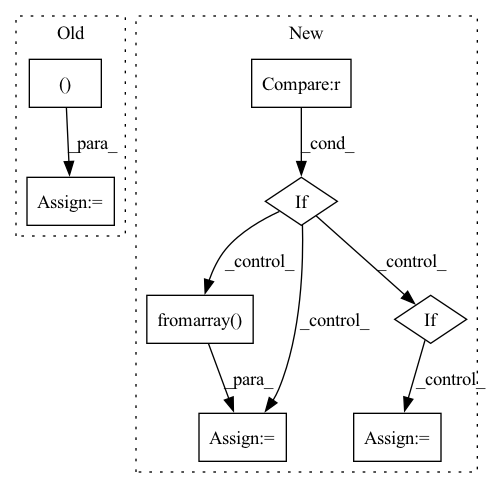 Old
New
()
Compare:r
_para_
_cond_
Assign:=
If
_control_
_control_
_control_
fromarray()
If
_para_
_control_
Assign:=
Assign:=